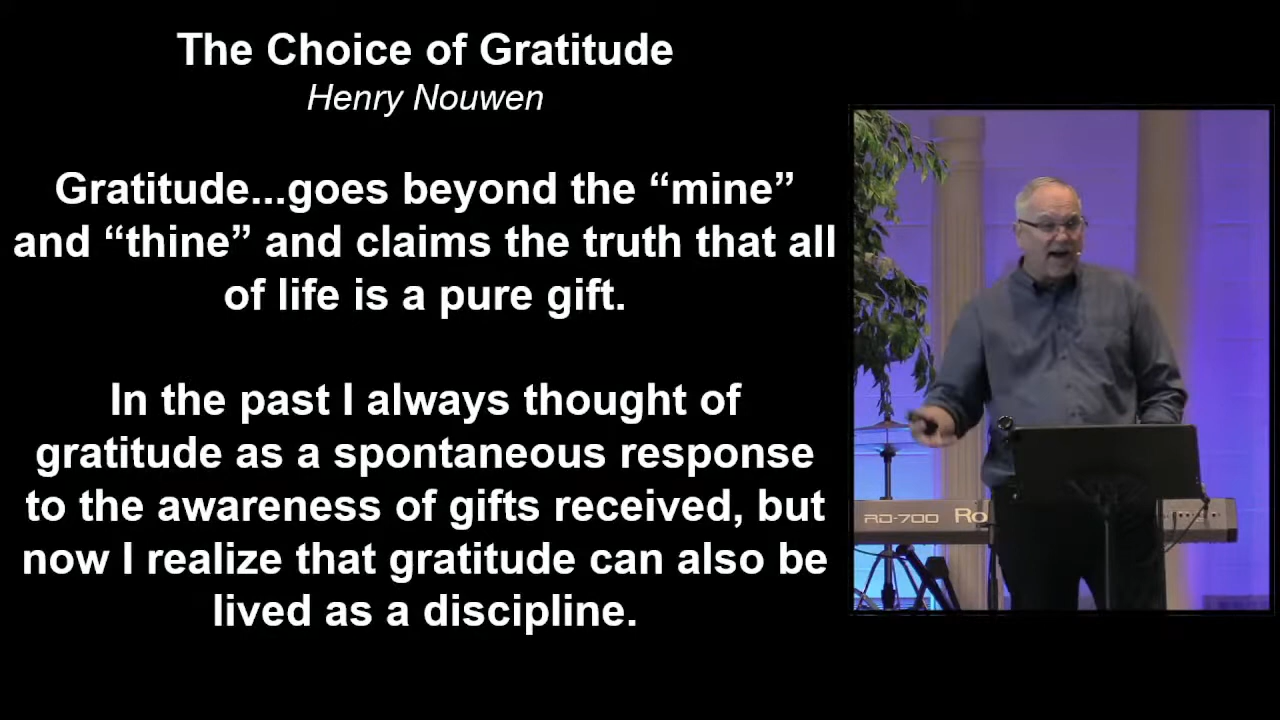 The Choice of Gratitude
Henry Nouwen
Gratitude...goes beyond the “mine”
and “thine” and claims the truth that all
of life is a pure gift.
In the past I always thought of
gratitude as a spontaneous response
to the awareness of gifts received, but
now I realize that gratitude can also be
lived as a discipline.
RD-700 Ro